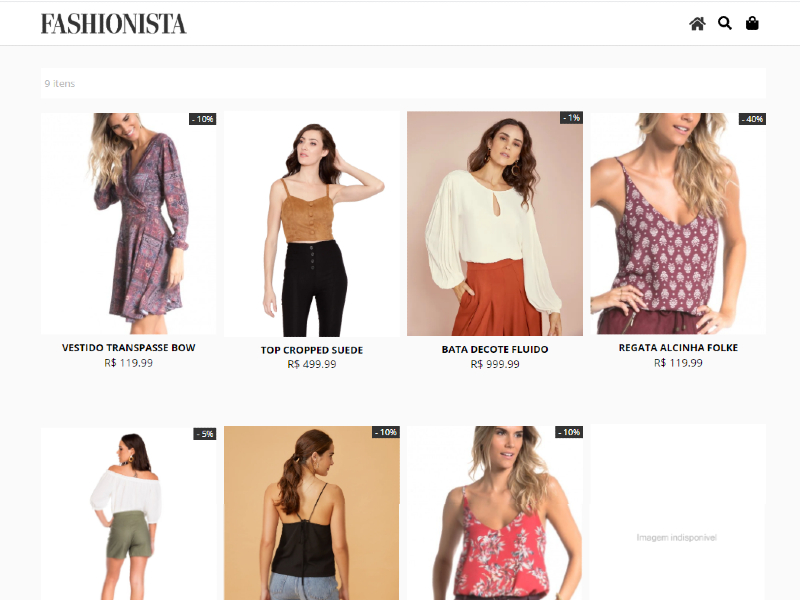 FASHIONISTA
9 itens
- 10%
- 1%
- 40%
VESTIDO TRANSPASSE BOW
R$ 119.99
TOP CROPPED SUEDE
R$ 499.99
BATA DECOTE FLUIDO
R$ 999.99
REGATA ALCINHA FOLKE
R$ 119.99
- 5%
- 10%
- 10%
Imagem indisponível